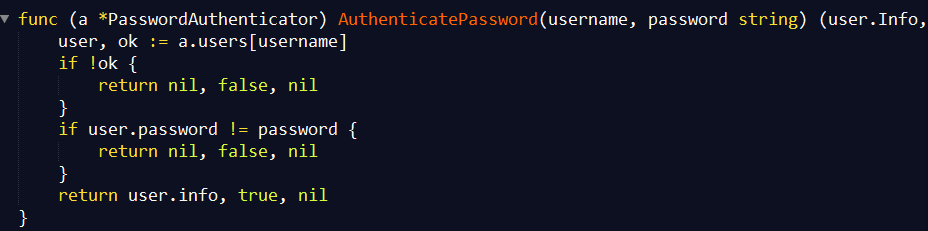 func (a *PasswordAuthenticator) AuthenticatePassword(username, password string) (user.Info,
    user, ok := a.users[username]
    if !ok {
        return nil, false, nil
    }
    if user.password != password {
        return nil, false, nil
    }
    return user.info, true, nil
}